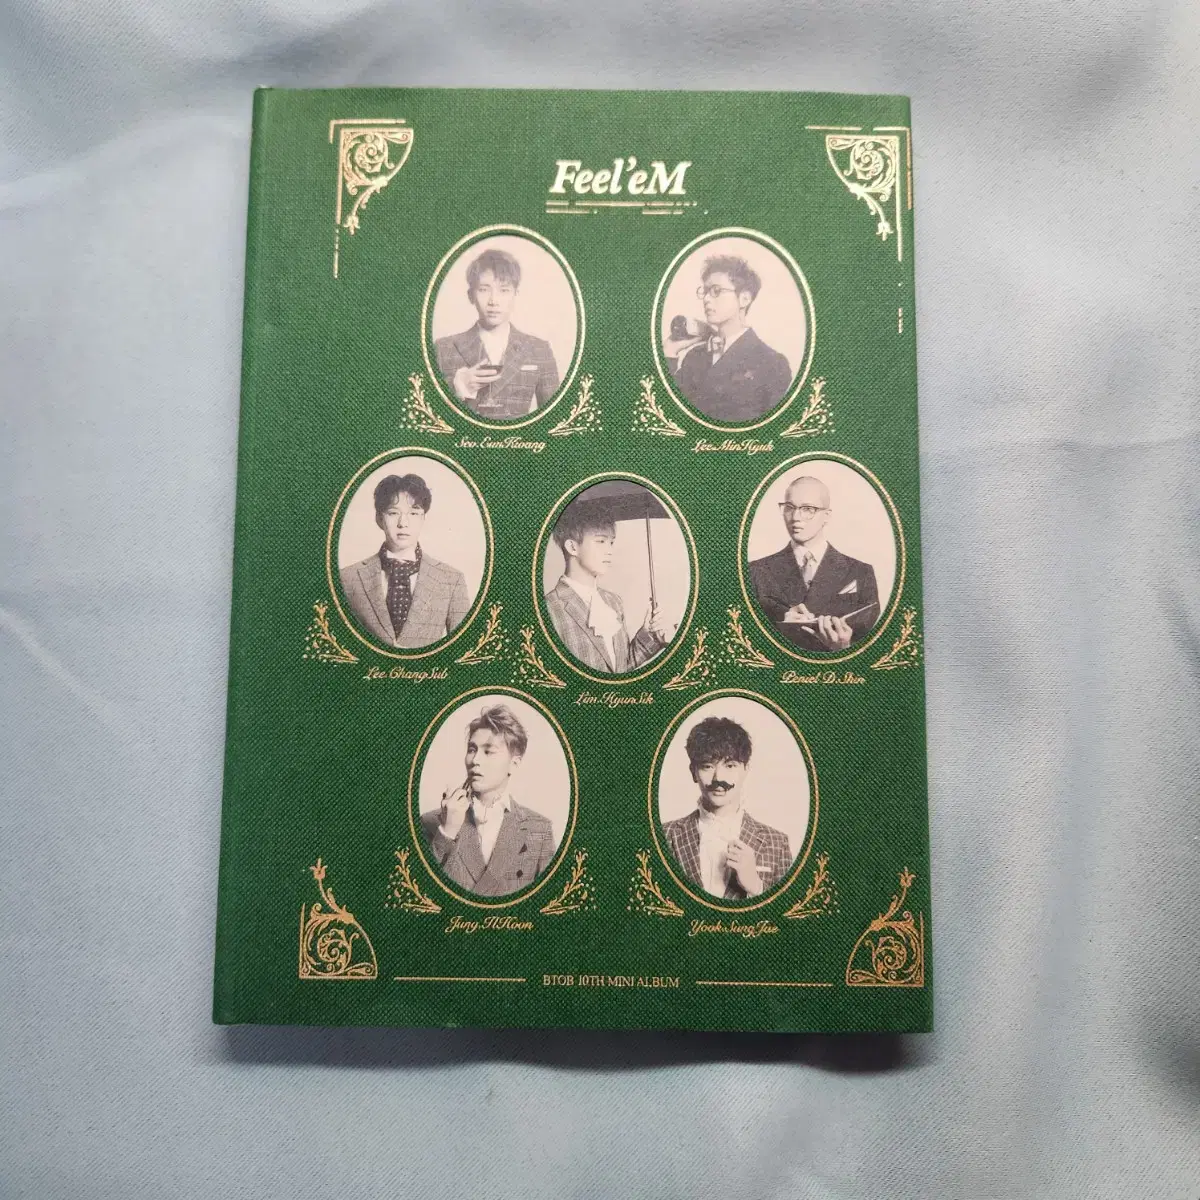 Feel'eM
Seo.EunKwang
Lee.MinHyuk
Lee.ChangSub
Lim.HyunSik
Peniel.D.Shin
Jung.IlHoon
Yook.SungJae
BTOB 10TH MINI ALBUM